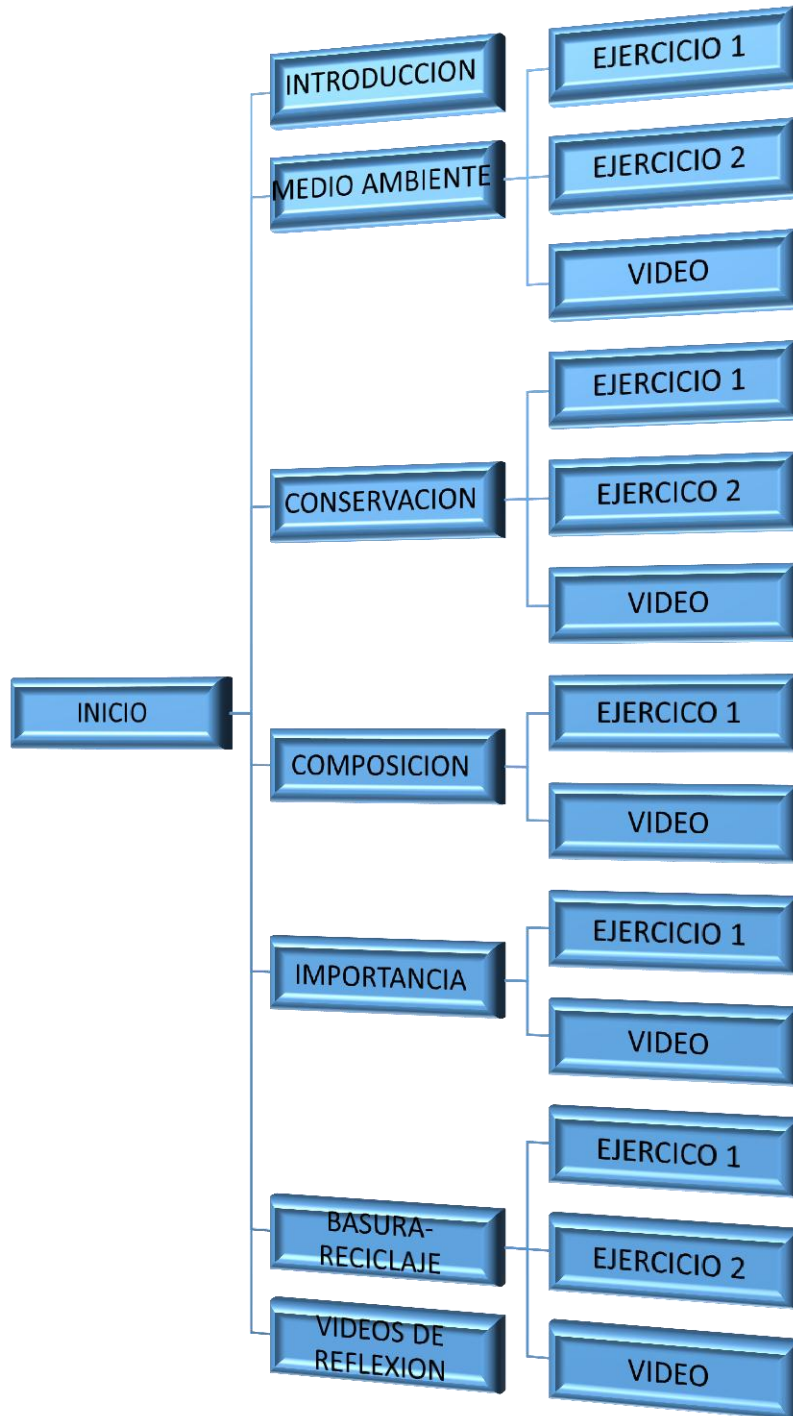 INICIO
INTRODUCCION
MEDIO AMBIENTE
EJERCICIO 1
EJERCICIO 2
VIDEO
CONSERVACION
EJERCICIO 1
EJERCICO 2
VIDEO
COMPOSICION
EJERCICO 1
VIDEO
IMPORTANCIA
EJERCICIO 1
VIDEO
BASURA-
RECICLAJE
EJERCICO 1
EJERCICIO 2
VIDEO
VIDEOS DE
REFLEXION